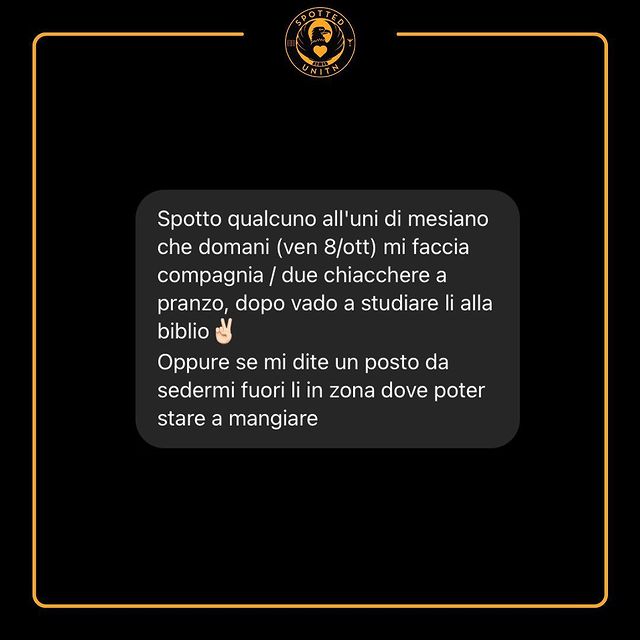 SPOTTED
UNITN
Spotto qualcuno all'uni di mesiano
che domani (ven 8/ott) mi faccia
compagnia / due chiacchere a
pranzo, dopo vado a studiare li alla
biblio✌🏻
Oppure se mi dite un posto da
sedermi fuori li in zona dove poter
stare a mangiare